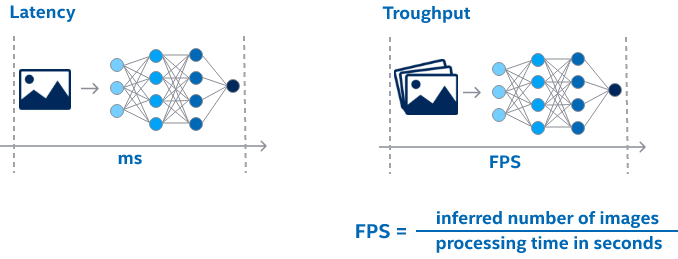 Latency
Troughput
ms
FPS
FPS = inferred number of images
processing time in seconds